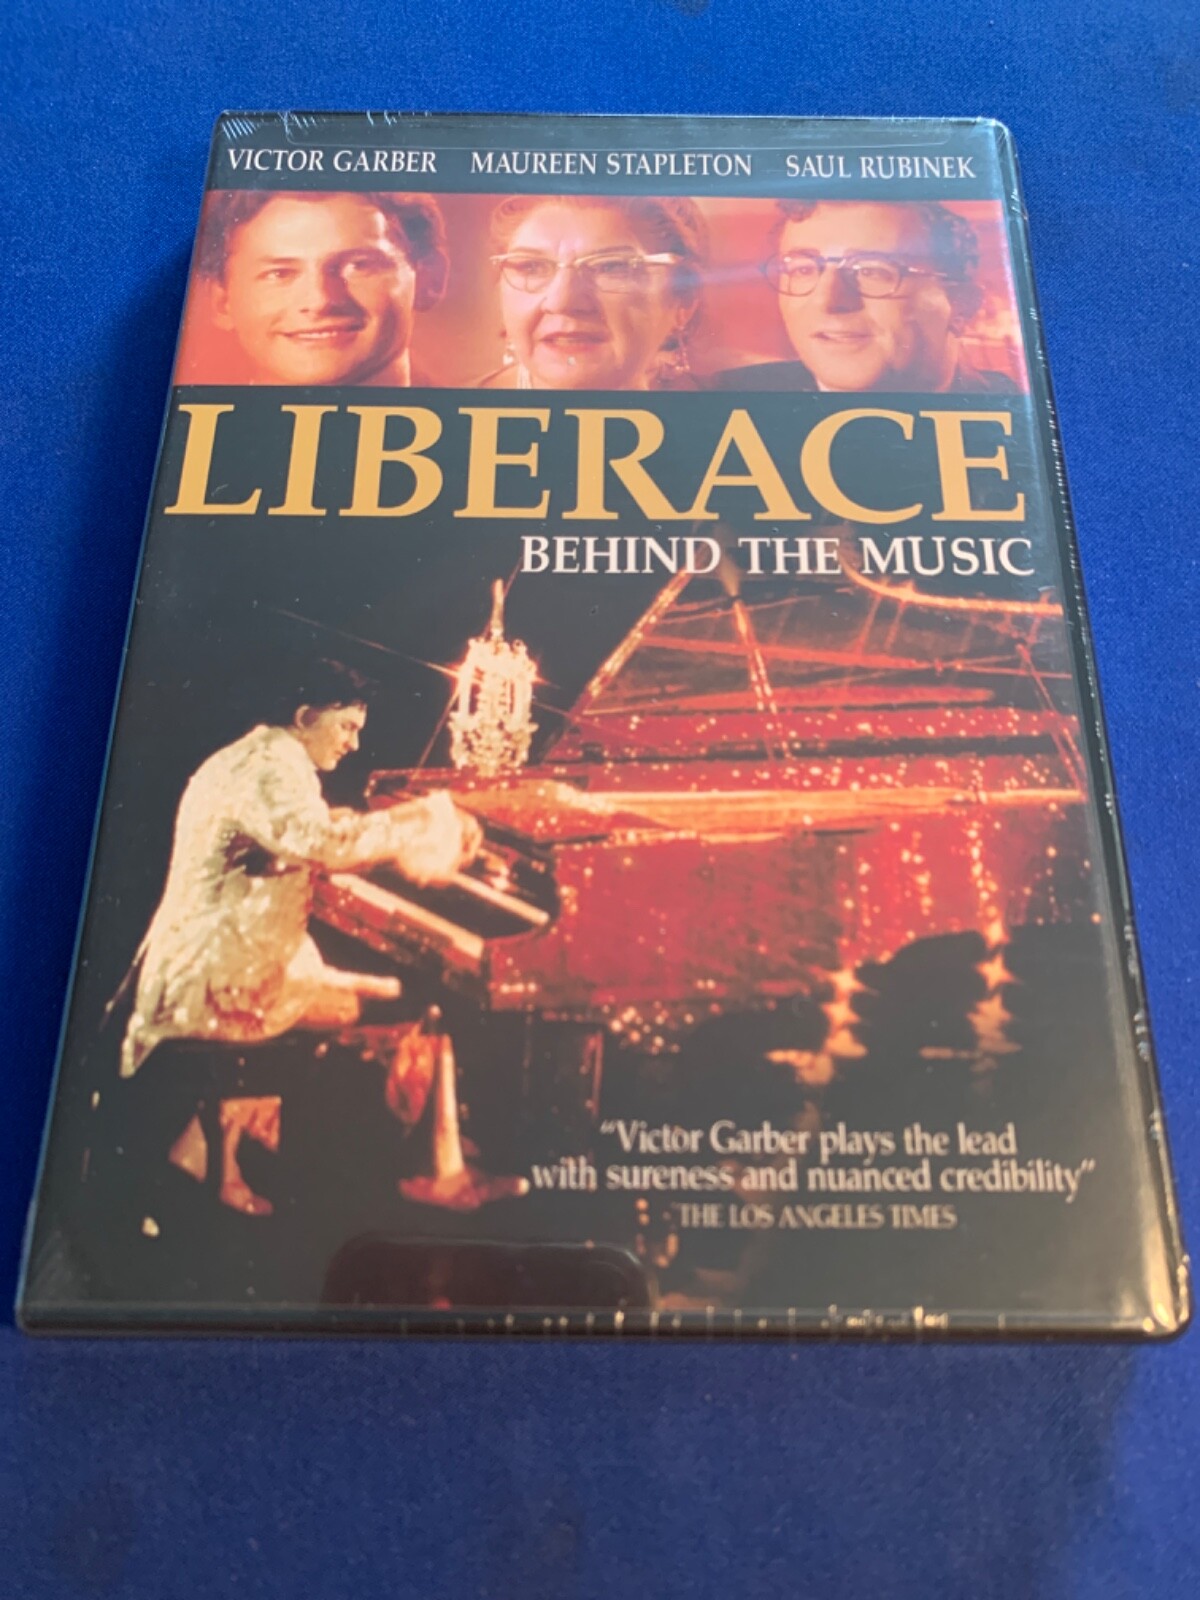 VICTOR GARBER MAUREEN STAPLETON SAUL RUBINEK
LIBERACE
BEHIND THE MUSIC
“Victor Garber plays the lead
with sureness and nuanced credibility”
THE LOS ANGELES TIMES